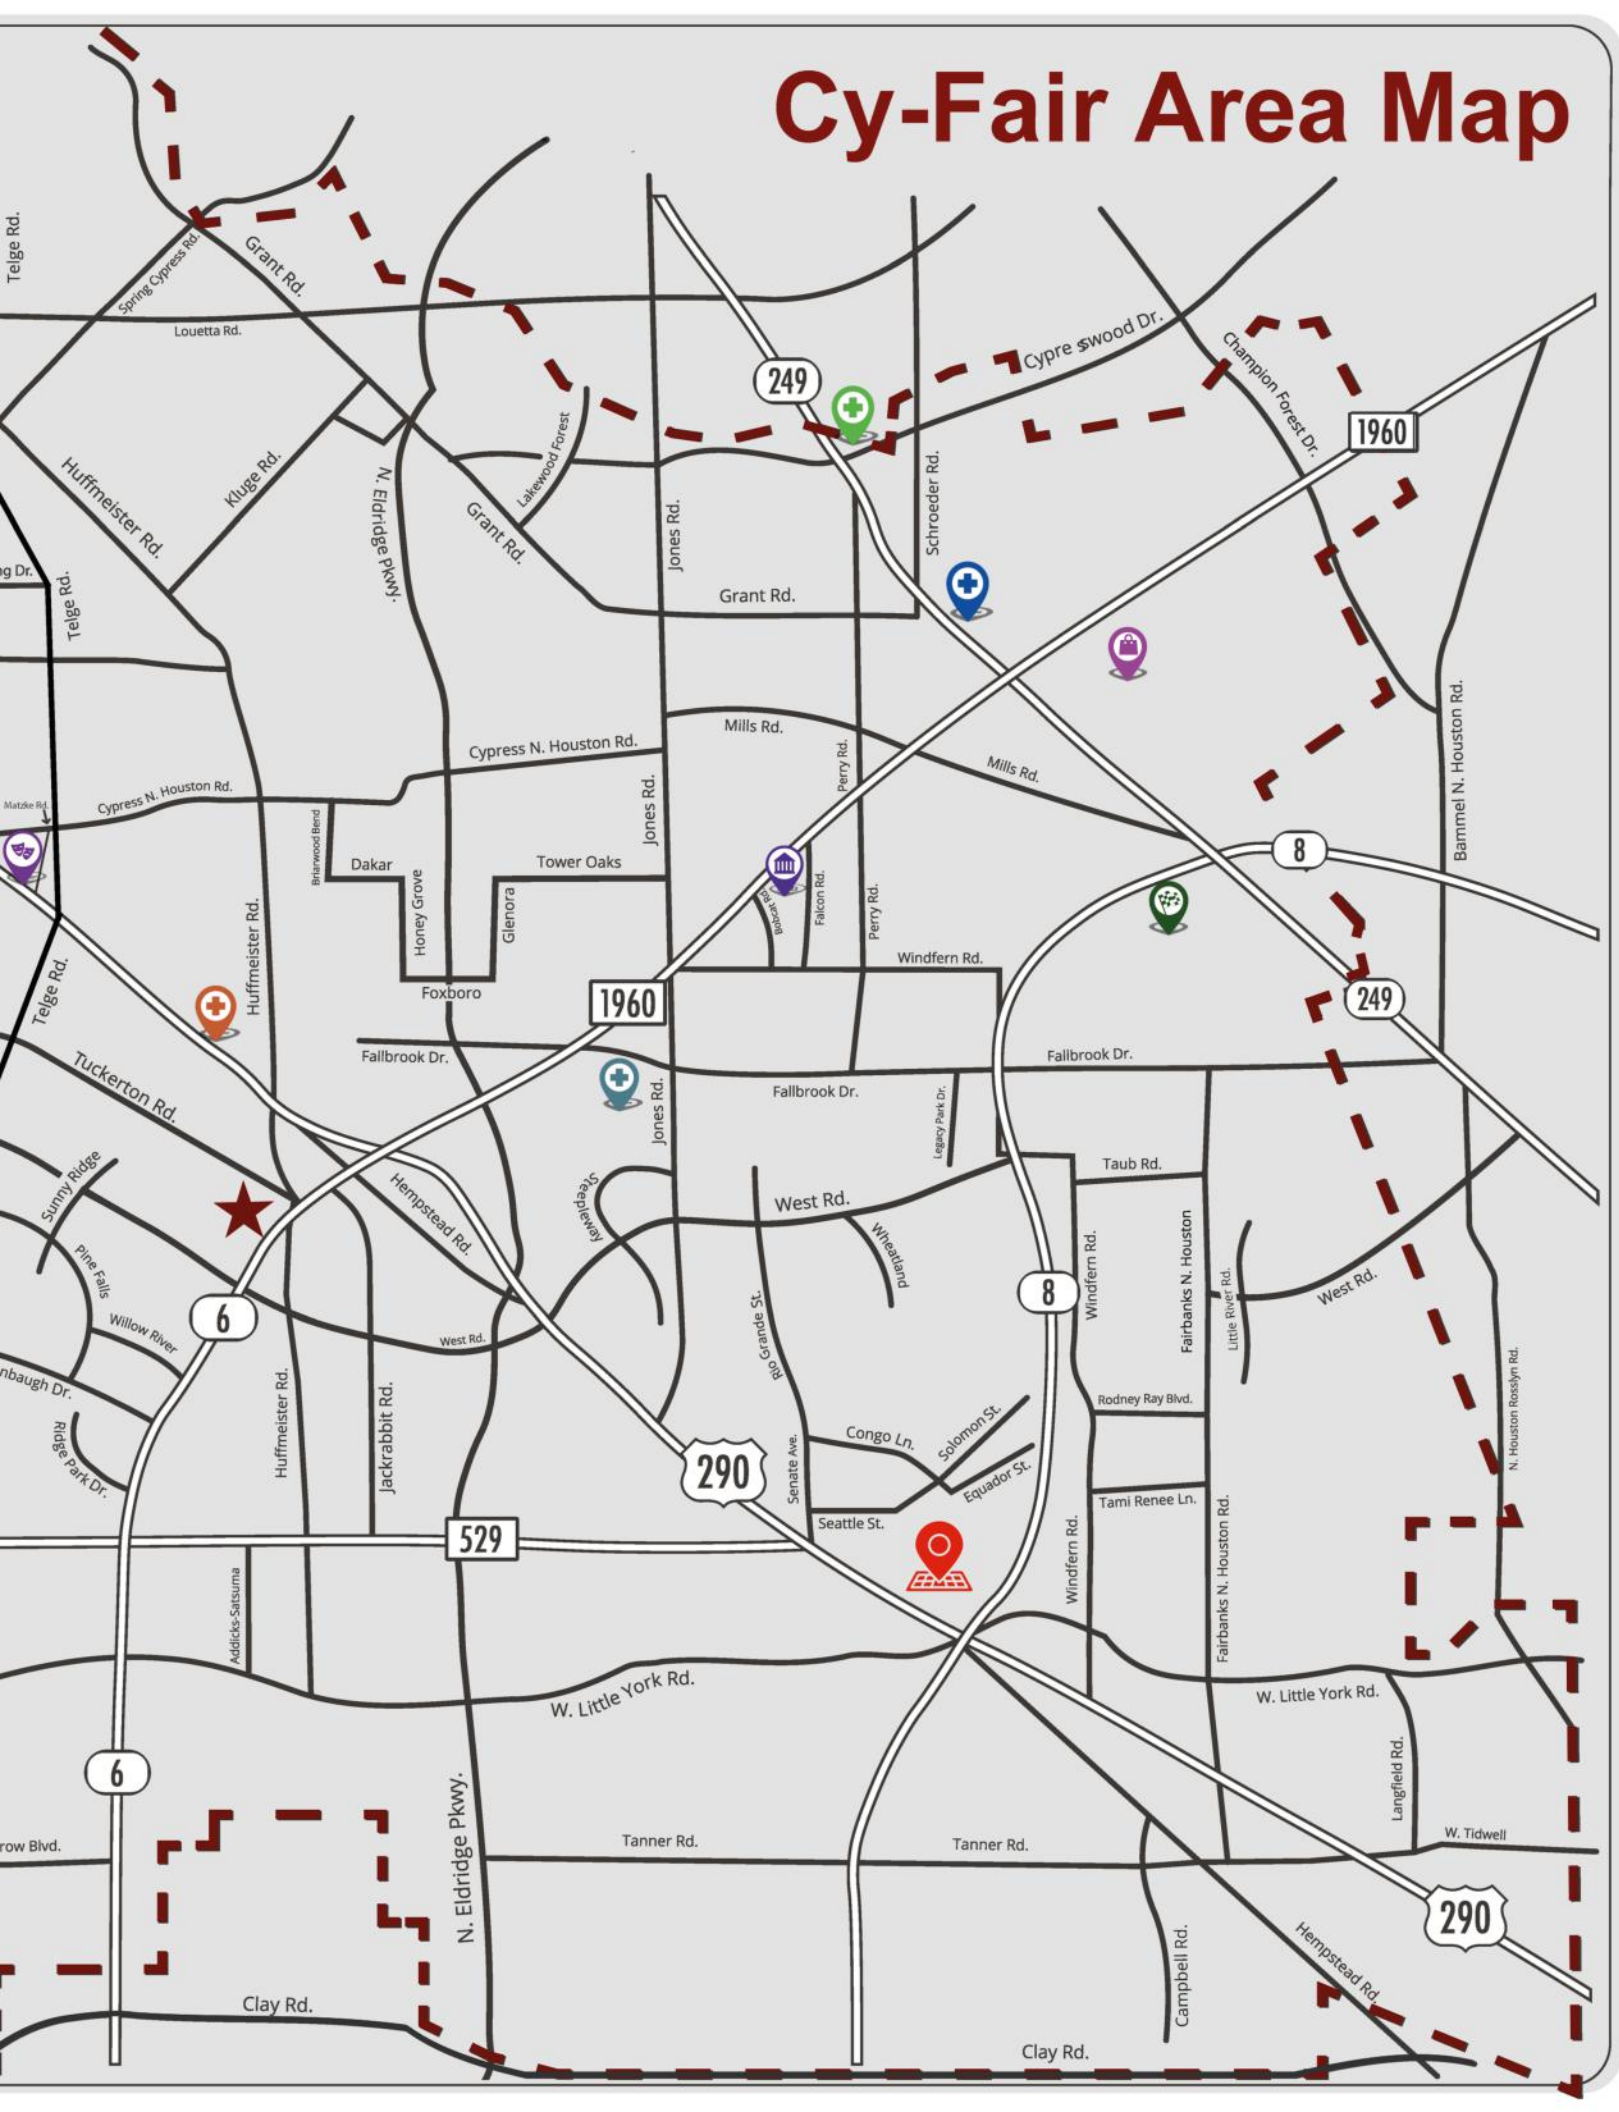 Cy-Fair Area Map
Telge Rd.
Spring Cypress Rd.
Grant Rd.
Louetta Rd.
249
Cypre sswood Dr.
Champion Forest Dr.
1960
Huffmeister Rd.
Kluge Rd.
N. Eldridge Pkwy.
Lakewood Forest
Grant Rd.
Jones Rd.
Schroeder Rd.
ng Dr.
Telge Rd.
Grant Rd.
Mills Rd.
Cypress N. Houston Rd.
Perry Rd.
Mills Rd.
Bammel N. Houston Rd.
Matzke Rd.
Cypress N. Houston Rd.
Briarwood Bend
Dakar
Honey Grove
Glenora
Tower Oaks
Jones Rd.
8
Bobcat Rd.
Falcon Rd.
Perry Rd.
Huffmeister Rd.
Windfern Rd.
Telge Rd.
Foxboro
1960
249
Fallbrook Dr.
Fallbrook Dr.
Fallbrook Dr.
Tuckerton Rd.
Jones Rd.
Legacy Park Dr.
Sunny Ridge
Hempstead Rd.
Steepleway
West Rd.
Taub Rd.
Pine Falls
Wheatland
Windfern Rd.
Fairbanks N. Houston
Little River Rd.
West Rd.
6
8
Willow River
West Rd.
Rio Grande St.
nbaugh Dr.
Huffmeister Rd.
Jackrabbit Rd.
Rodney Ray Blvd.
N. Houston Rosslyn Rd.
Ridge Park Dr.
290
Senate Ave.
Congo Ln.
Solomon St.
Equador St.
Tami Renee Ln.
Seattle St.
529
Windfern Rd.
Fairbanks N. Houston Rd.
Addicks-Satsuma
W. Little York Rd.
W. Little York Rd.
6
Langfield Rd.
N. Eldridge Pkwy.
row Blvd.
Tanner Rd.
Tanner Rd.
W. Tidwell
290
Campbell Rd.
Hempstead Rd.
Clay Rd.
Clay Rd.